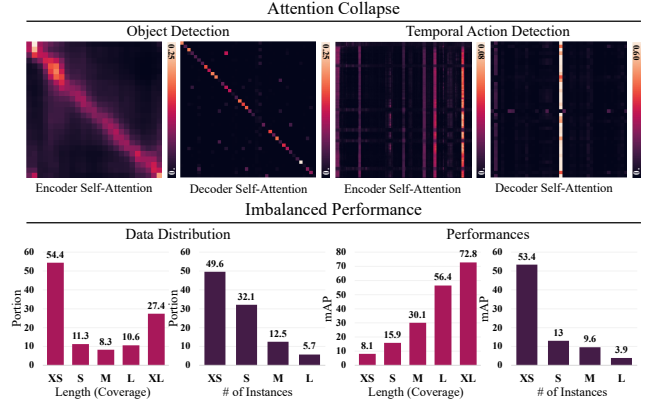 Attention Collapse
Object Detection
Temporal Action Detection
0.25
0.
0.25
0.
0.08
0.
0.60
0.
Encoder Self-Attention
Decoder Self-Attention
Encoder Self-Attention
Decoder Self-Attention
Imbalanced Performance
Data Distribution
Performances
Portion
60
50
40
30
20
10
0
54.4
11.3
8.3
10.6
27.4
XS S M L XL
Length (Coverage)
Portion
60
50
40
30
20
10
0
49.6
32.1
12.5
5.7
XS S M L
# of Instances
mAP
80
70
60
50
40
30
20
10
0
8.1
15.9
30.1
56.4
72.8
XS S M L XL
Length (Coverage)
mAP
60
50
40
30
20
10
0
53.4
13
9.6
3.9
XS S M L
# of Instances